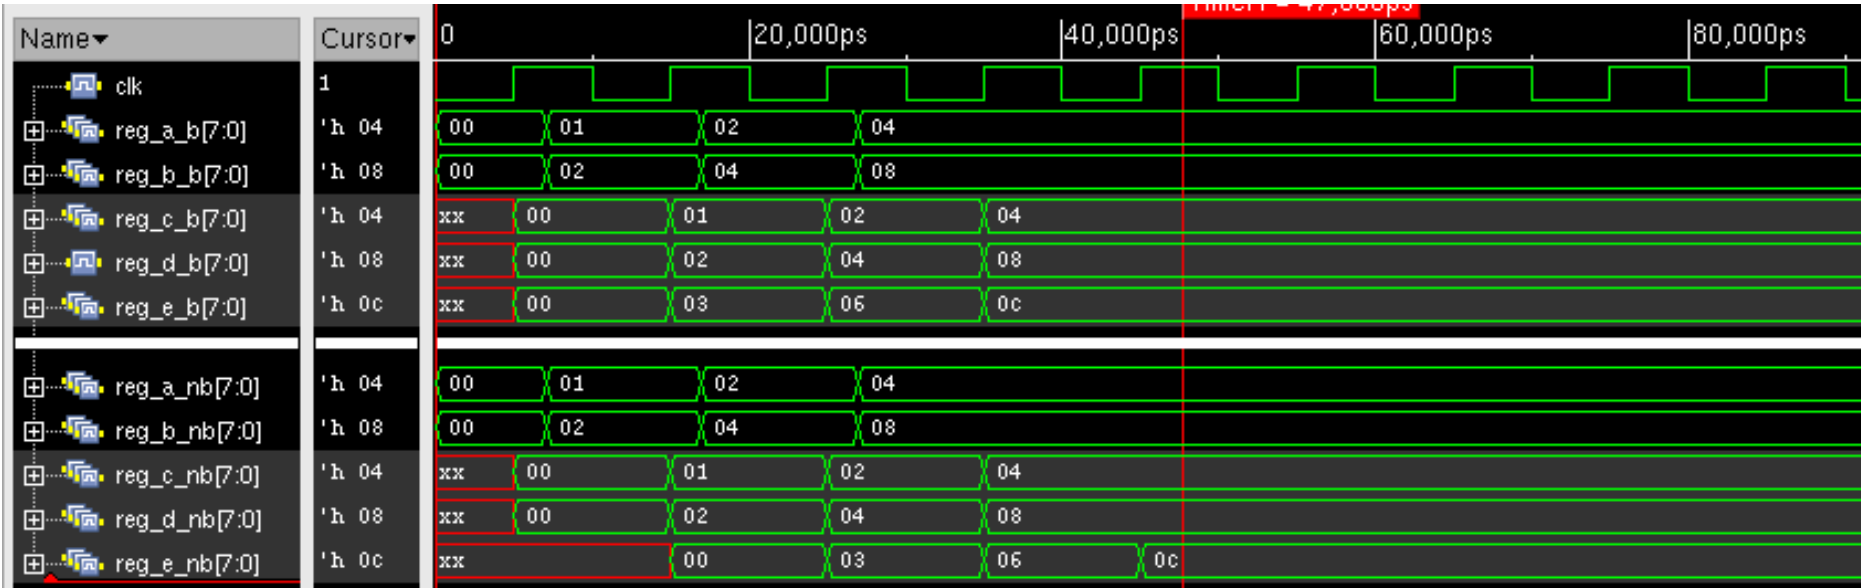 Name▾ Cursor▾ 0 20,000ps 40,000ps 60,000ps 80,000ps
clk 1
reg_a_b[7:0] 'h 04 00 01 02 04
reg_b_b[7:0] 'h 08 00 02 04 08
reg_c_b[7:0] 'h 04 xx 00 01 02 04
reg_d_b[7:0] 'h 08 xx 00 02 04 08
reg_e_b[7:0] 'h 0c xx 00 03 06 0c
reg_a_nb[7:0] 'h 04 00 01 02 04
reg_b_nb[7:0] 'h 08 00 02 04 08
reg_c_nb[7:0] 'h 04 xx 00 01 02 04
reg_d_nb[7:0] 'h 08 xx 00 02 04 08
reg_e_nb[7:0] 'h 0c xx 00 03 06 0c